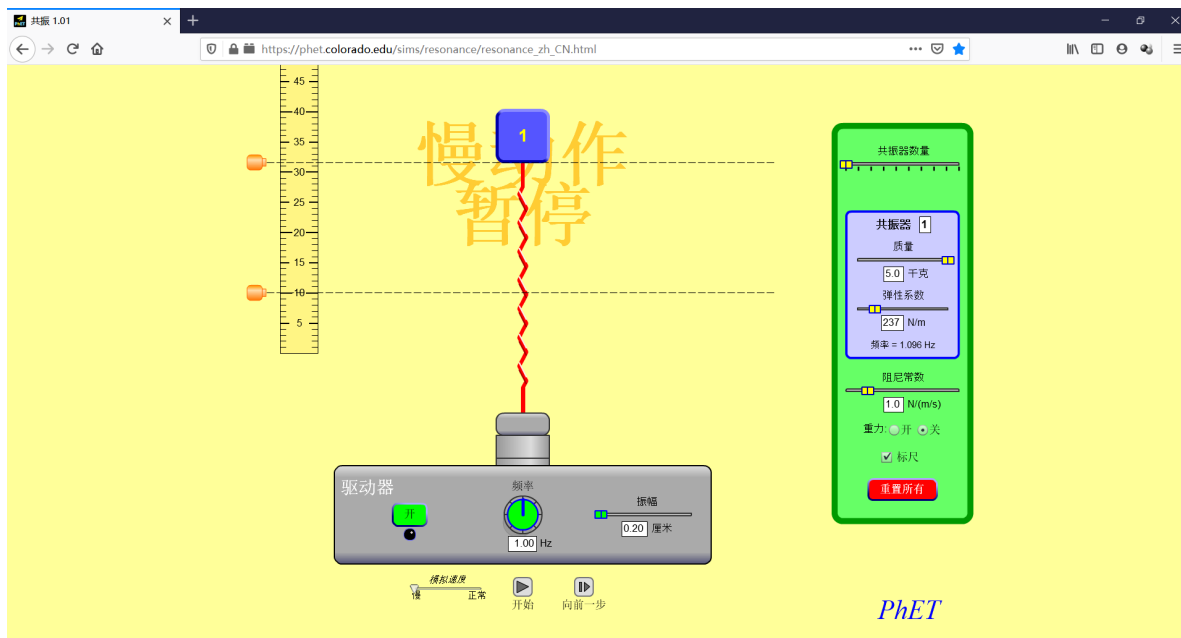 共振 1.01
https://phet.colorado.edu/sims/resonance/resonance_zh_CN.html
45
40
35
30
25
20
15
10
5
1
慢动作
暂停
共振器数量
共振器 1
质量
5.0 千克
弹性系数
237 N/m
频率 = 1.096 Hz
阻尼常数
1.0 N/(m/s)
重力: 开 关
标尺
重置所有
驱动器
开
频率
1.00 Hz
振幅
0.20 厘米
模拟速度
慢 正常
开始
向前一步
PhET